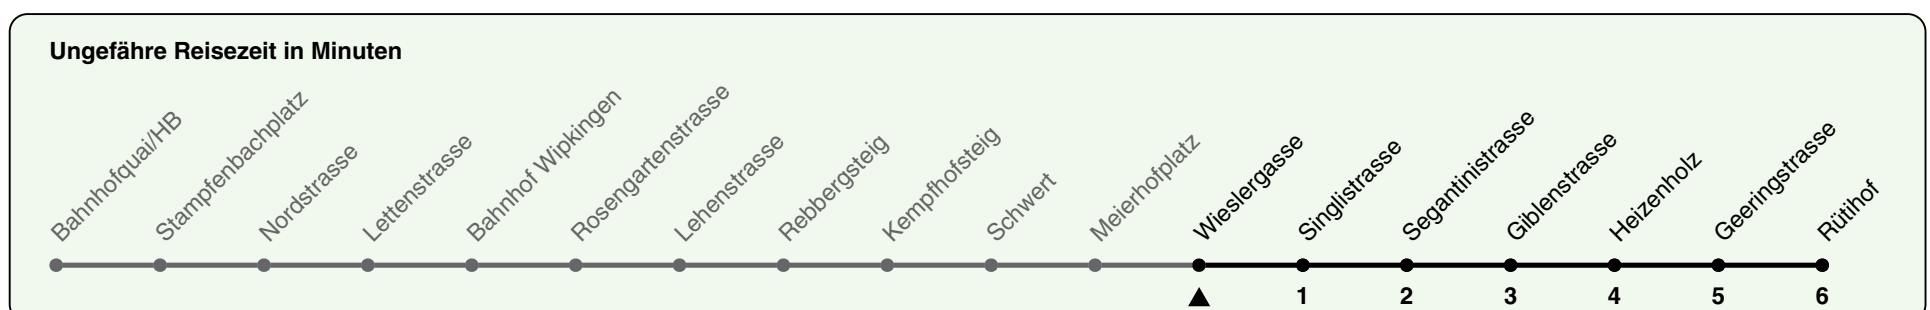 Ungefähre Reisezeit in Minuten
Bahnhofquai/HB
Stampfenbachplatz
Nordstrasse
Lettenstrasse
Bahnhof Wipkingen
Rosengartenstrasse
Lehenstrasse
Rebbergsteig
Kempfhofsteig
Schwert
Meierhofplatz
Wieslergasse
Singlistrasse
Segantinistrasse
Giblenstrasse
Heizenholz
Geeringstrasse
Rütihof
1 2 3 4 5 6